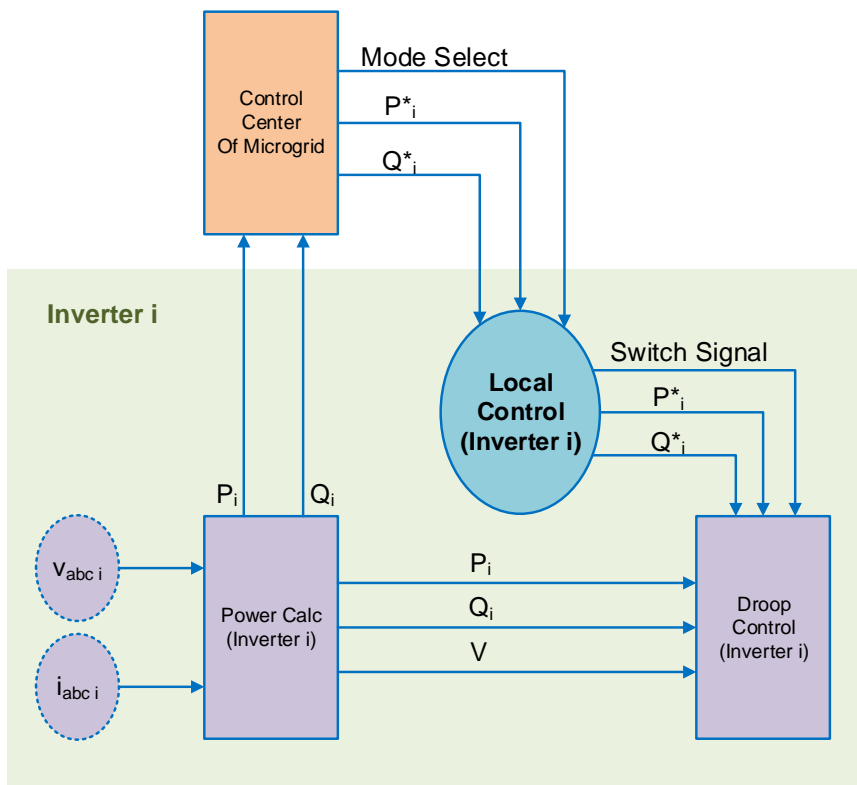 Mode Select
Control
Center
Of Microgrid
P*i
Q*i
Inverter i
Switch Signal
Local
Control
(Inverter i)
P*i
Q*i
Pi
Qi
vabc i
Pi
Power Calc
(Inverter i)
Qi
Droop
Control
(Inverter i)
V
iabc i